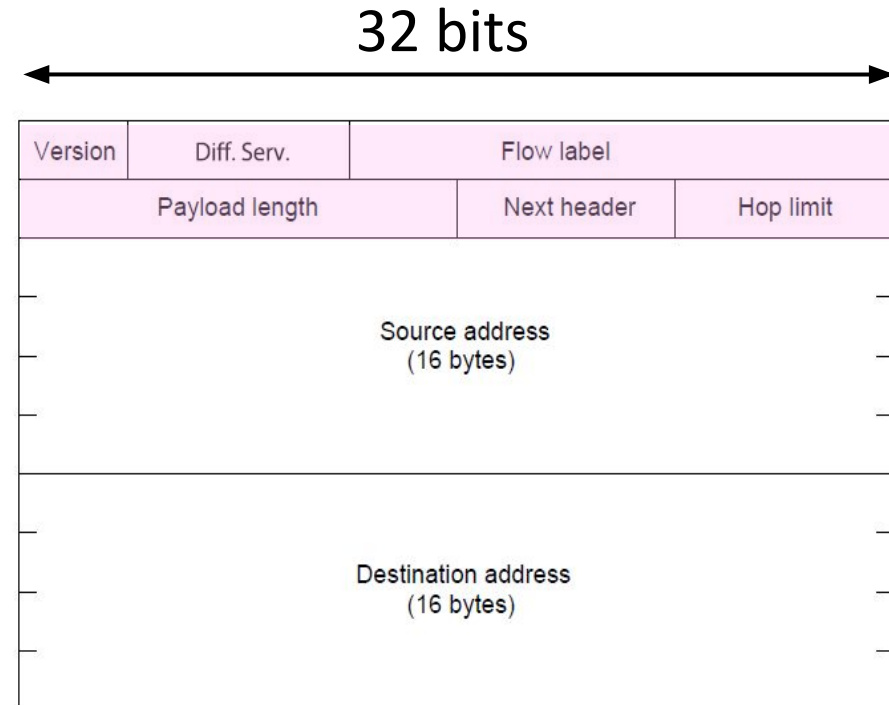 32 bits
Version Diff. Serv. Flow label
Payload length Next header Hop limit
Source address
(16 bytes)
Destination address
(16 bytes)